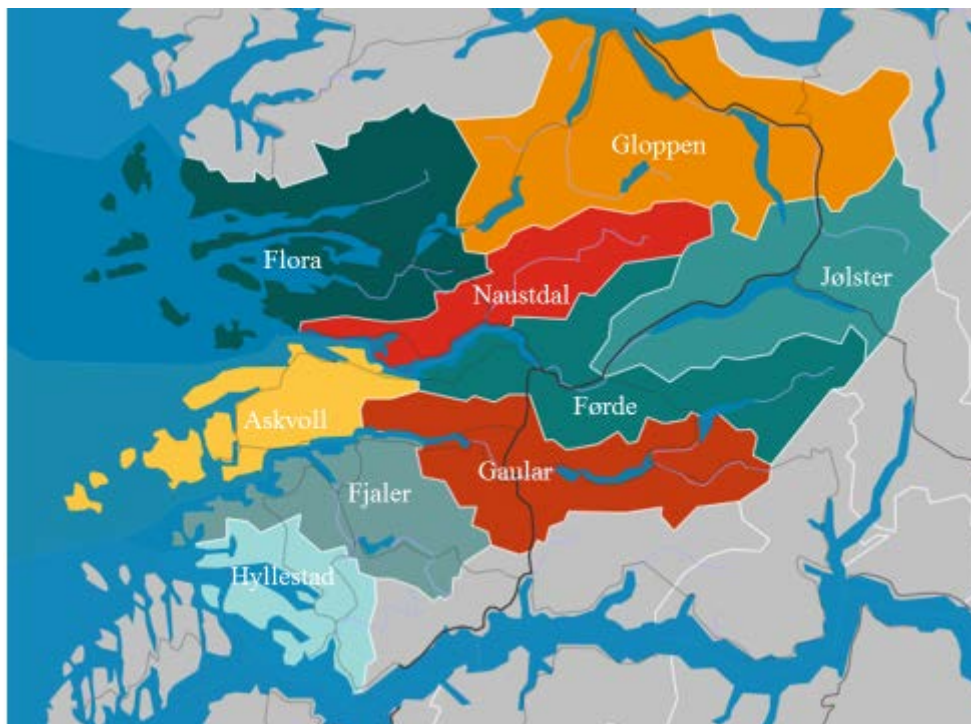 Gloppen
Flora
Jølster
Naustdal
Førde
Askvoll
Gaular
Fjaler
Hyllestad